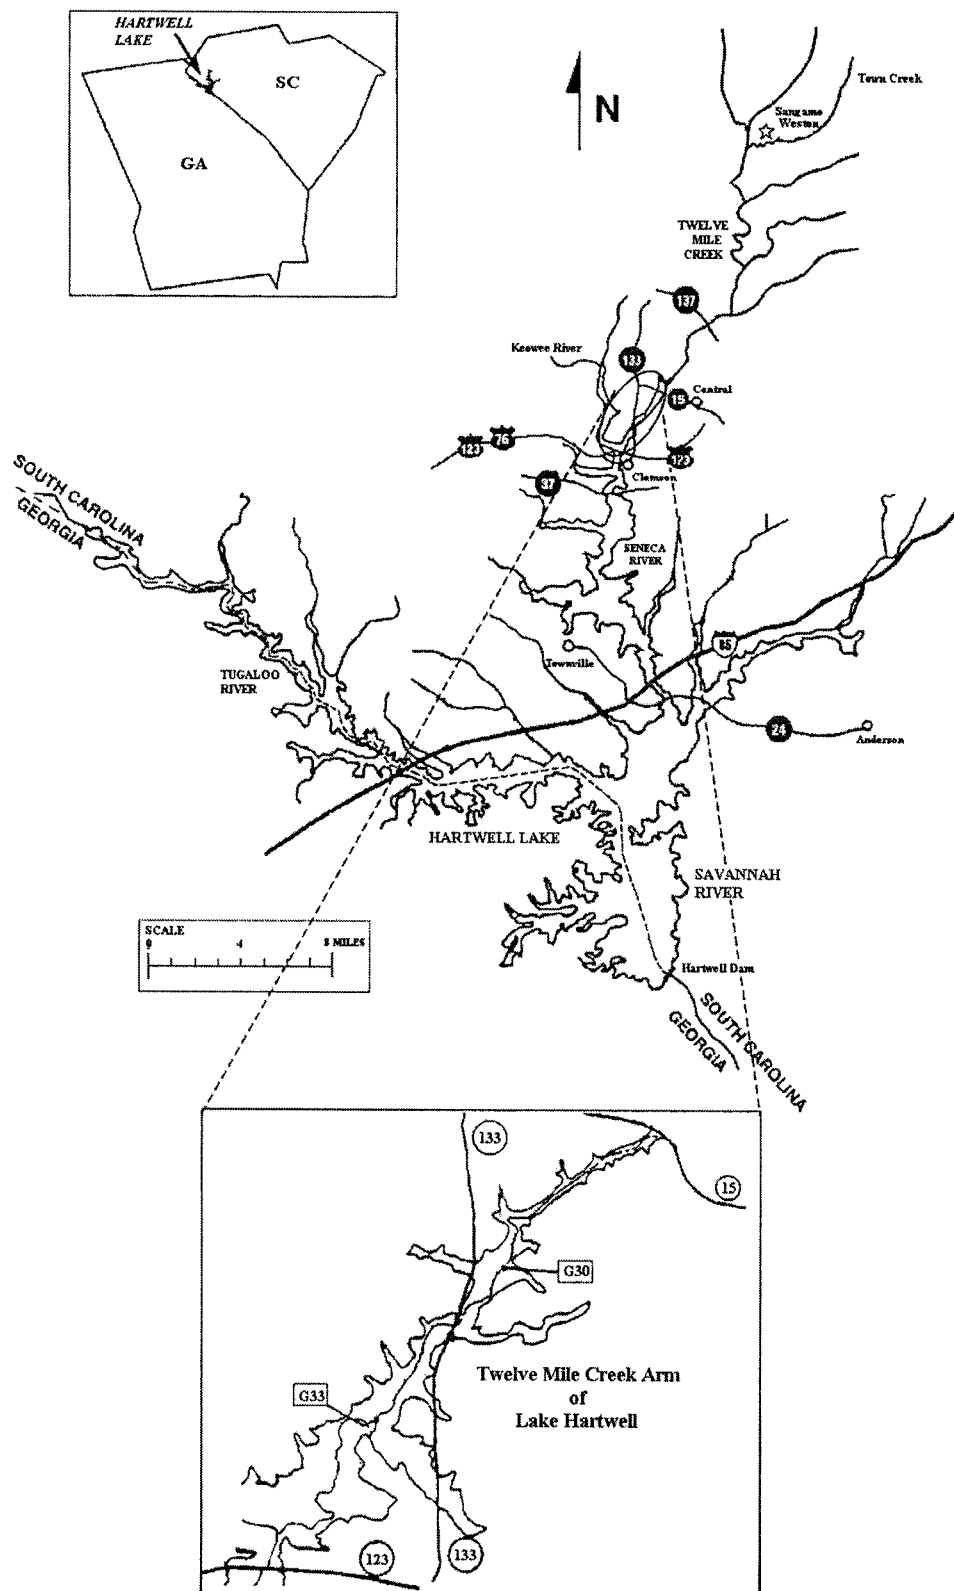 HARTWELL
LAKE
SC
GA
N
Town Creek
Sangamo
Weston
TWELVE
MILE
CREEK
137
Keowee River
133
15
Central
123
76
123
Clemson
37
SOUTH CAROLINA
GEORGIA
SENECA
RIVER
85
Townville
TUGALOO
RIVER
24
Anderson
HARTWELL LAKE
SAVANNAH
RIVER
SCALE
0 4 8 MILES
Hartwell Dam
SOUTH CAROLINA
GEORGIA
133
15
G30
Twelve Mile Creek Arm
of
Lake Hartwell
G33
123
133